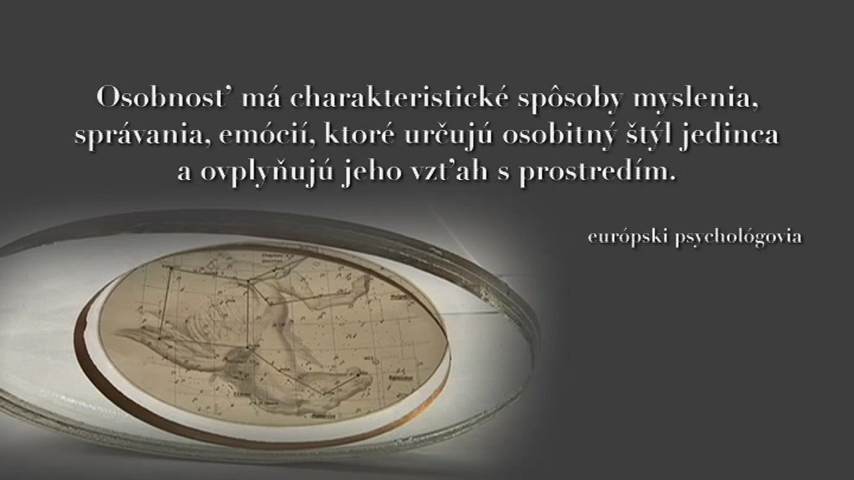 Osobnosť má charakteristické spôsoby myslenia,
správania, emócií, ktoré určujú osobitný štýl jedinca
a ovplyňujú jeho vzťah s prostredím.
európski psychológovia